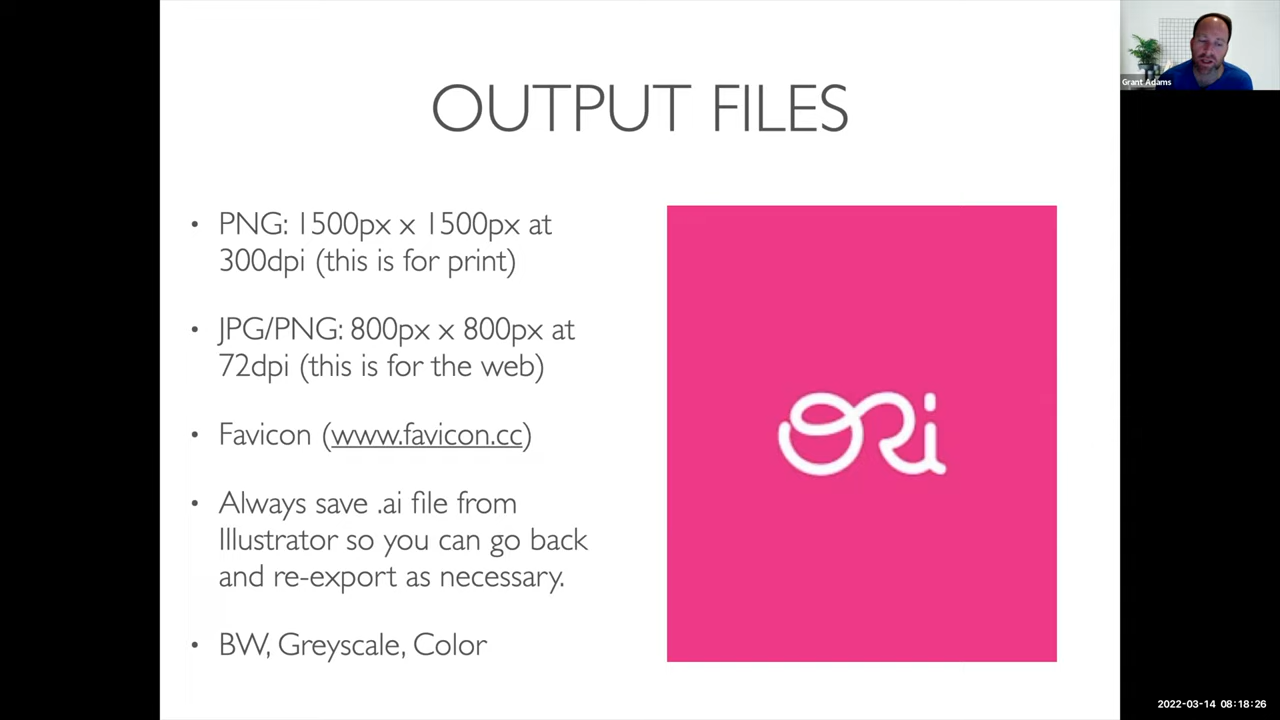 OUTPUT FILES
• PNG: 1500px x 1500px at
300dpi (this is for print)
• JPG/PNG: 800px x 800px at
72dpi (this is for the web)
• Favicon (www.favicon.cc)
• Always save .ai file from
Illustrator so you can go back
and re-export as necessary.
• BW, Greyscale, Color
ORi
Grant Adams
2022-03-14 08:18:26